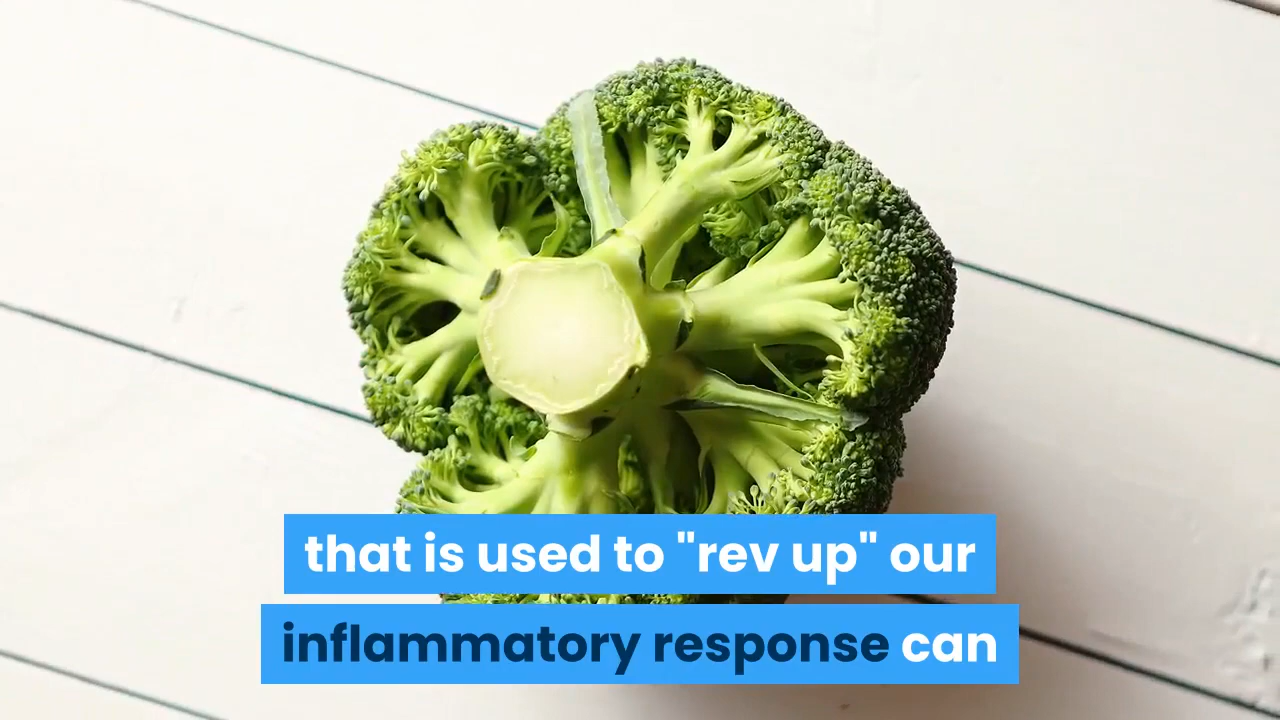 that is used to "rev up" our
inflammatory response can